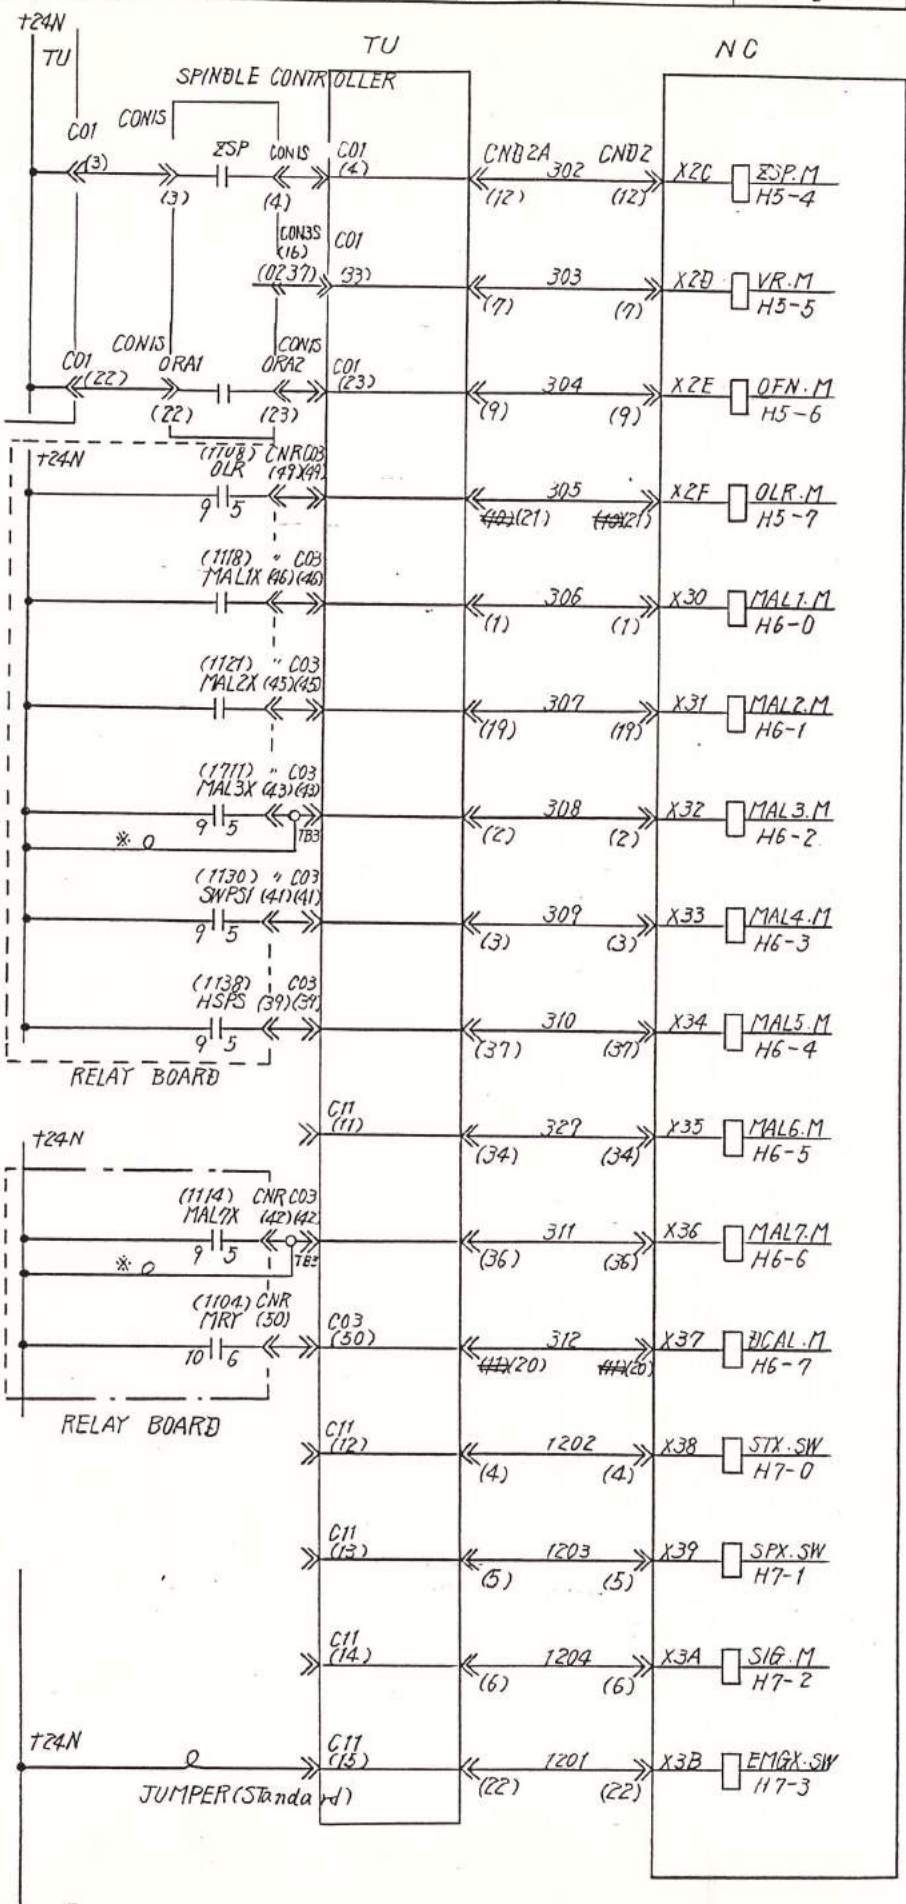 +24N
TU
TU
NC
SPINDLE CONTROLLER
C01
CON1S
ZSP
CON1S
C01
CND2A
302
CND2
X2C
ZSP.M
(3)
(3)
(4)
(4)
(12)
(12)
H5-4
CON3S
(16)
C01
(0237)
(33)
303
X2D
VR.M
(7)
(7)
H5-5
C01
CON1S
ORA1
CON1S
ORA2
C01
(22)
(22)
(23)
(23)
304
X2E
OFN.M
(9)
(9)
H5-6
+24N
(1108)
CNR C03
OLR
(49)(49)
305
X2F
OLR.M
9
5
(10)(21)
(10)(21)
H5-7
(1118)
" C03
MAL1X
(46)(46)
306
X30
MAL1.M
(1)
(1)
H6-0
(1121)
" C03
MAL2X
(45)(45)
307
X31
MAL2.M
(19)
(19)
H6-1
(1711)
" C03
MAL3X
(43)(43)
308
X32
MAL3.M
9
5
TB3
(2)
(2)
H6-2
※
(1130)
" C03
SWPS1
(41)(41)
309
X33
MAL4.M
9
5
(3)
(3)
H6-3
(1138)
C03
HSPS
(39)(39)
310
X34
MAL5.M
9
5
(37)
(37)
H6-4
RELAY BOARD
C11
(11)
327
X35
MAL6.M
(34)
(34)
H6-5
+24N
(1114)
CNR C03
MAL7X
(42)(42)
311
X36
MAL7.M
9
5
TB3
(36)
(36)
H6-6
※
(1104)
CNR
MRY
(50)
C03
(50)
312
X37
DCAL.M
10
6
(11)(20)
(11)(20)
H6-7
RELAY BOARD
C11
(12)
1202
X38
STX.SW
(4)
(4)
H7-0
C11
(13)
1203
X39
SPX.SW
(5)
(5)
H7-1
C11
(14)
1204
X3A
SIG.M
(6)
(6)
H7-2
+24N
C11
(15)
1201
X3B
EMGX.SW
JUMPER(Standard)
(22)
(22)
H7-3